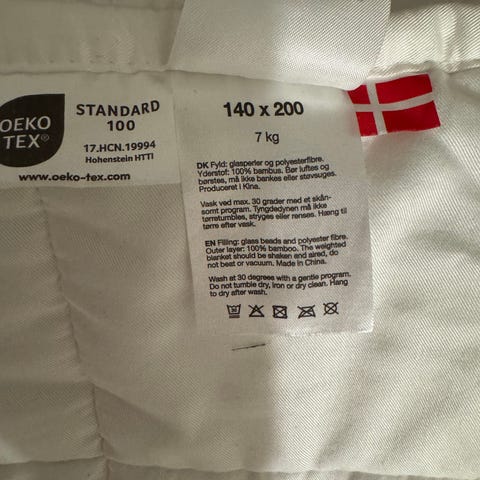 OEKO
TEX®
STANDARD
100
17.HCN.19994
Hohenstein HTTI
www.oeko-tex.com
140 x 200
7 kg
DK Fyld: glasperler og polyesterfibre.
Yderstof: 100% bambus. Bør luftes og
børstes, må ikke bankes eller støvsuges.
Produceret i Kina.
Vask ved max. 30 grader med et skån-
somt program. Tyngdedynen må ikke
tørretumbles, stryges eller renses. Hæng til
tørre efter vask.
EN Filling: glass beads and polyester fibre.
Outer layer: 100% bamboo. The weighted
blanket should be shaken and aired, do
not beat or vacuum. Made in China.
Wash at 30 degrees with a gentle program.
Do not tumble dry, iron or dry clean. Hang
to dry after wash.